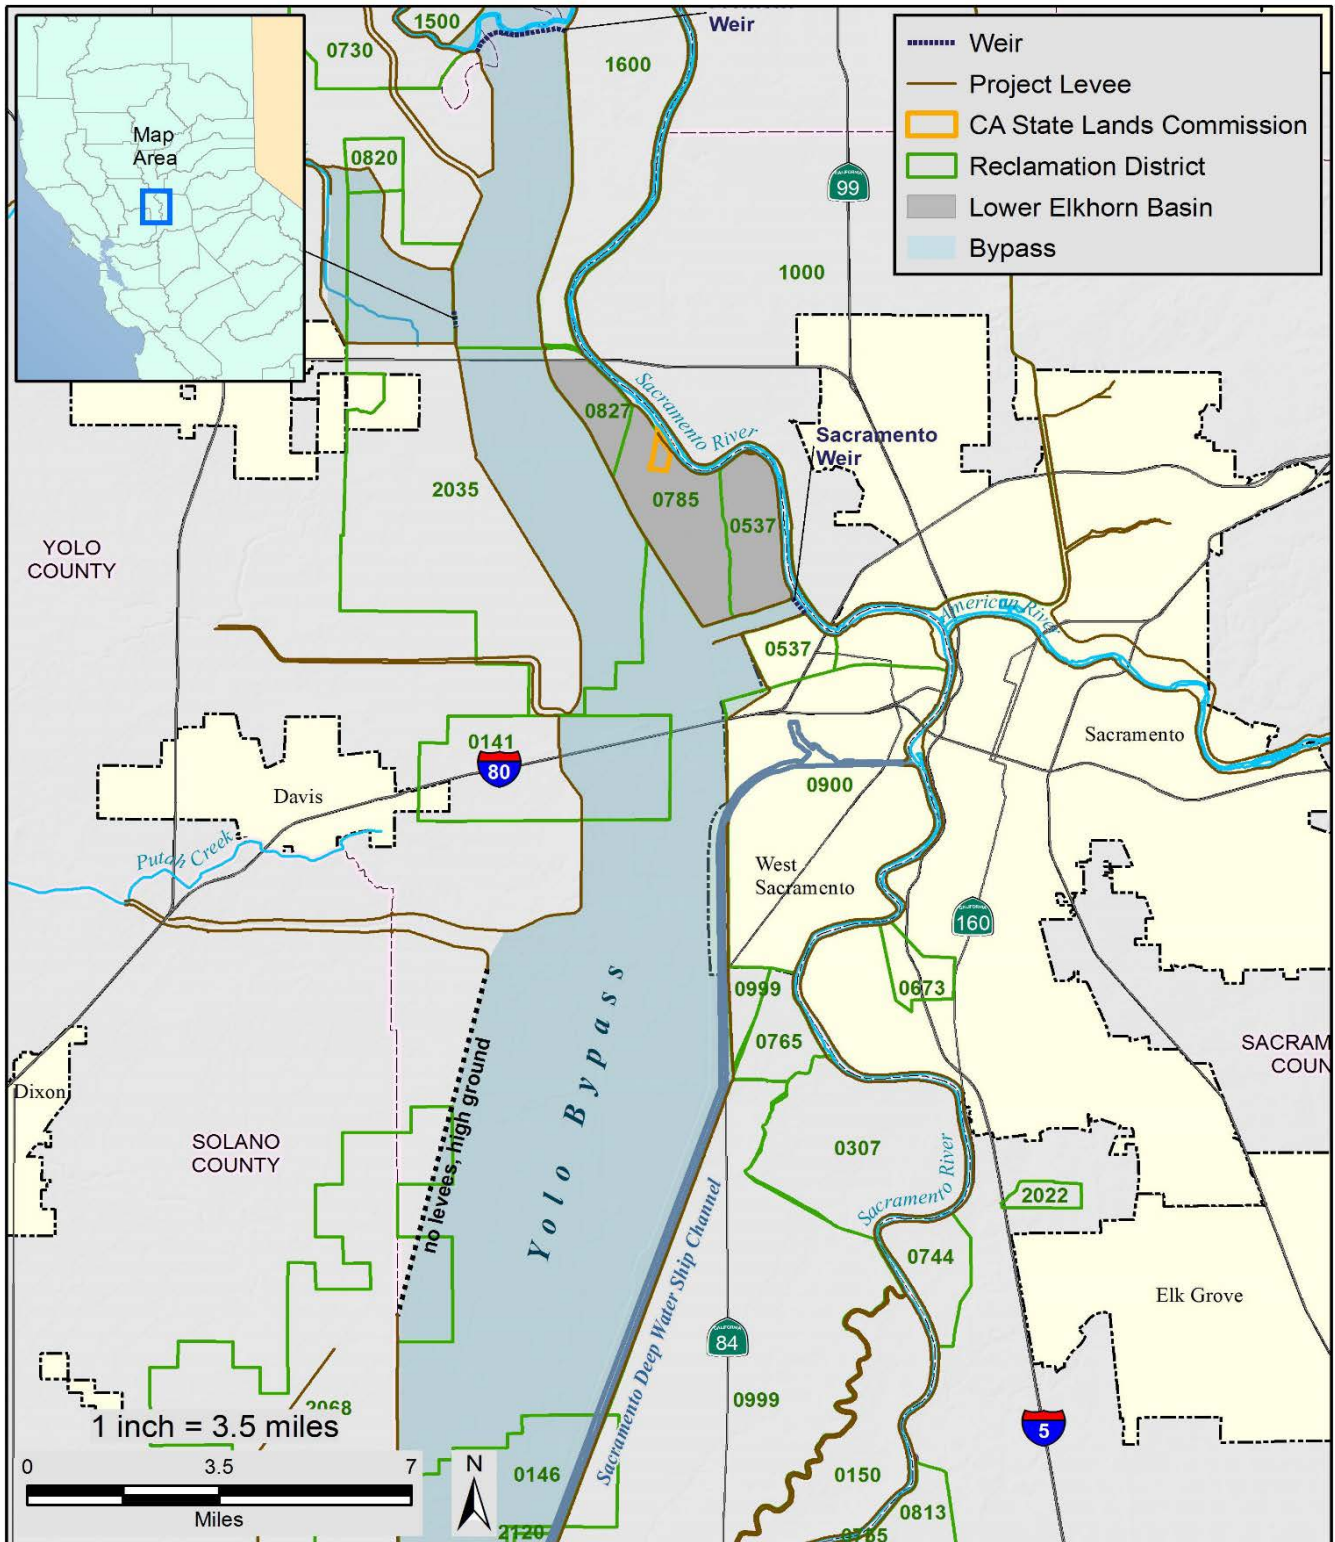 1500
Weir
0730
1600
Weir
Project Levee
CA State Lands Commission
Reclamation District
Lower Elkhorn Basin
Bypass
Map
Area
0820
CALIFORNIA
99
1000
Sacramento River
0827
Sacramento
Weir
2035
0785
0537
YOLO
COUNTY
American River
0537
Sacramento
0141
80
0900
Davis
Putah Creek
West
Sacramento
CALIFORNIA
160
0999
0673
0765
SACRAM
COUN
Dixon
Yolo Bypass
no levees, high ground
SOLANO
COUNTY
0307
Sacramento River
2022
0744
Elk Grove
Sacramento Deep Water Ship Channel
CALIFORNIA
84
0999
2068
1 inch = 3.5 miles
5
0
3.5
7
Miles
N
0146
0150
0813
2120
0765